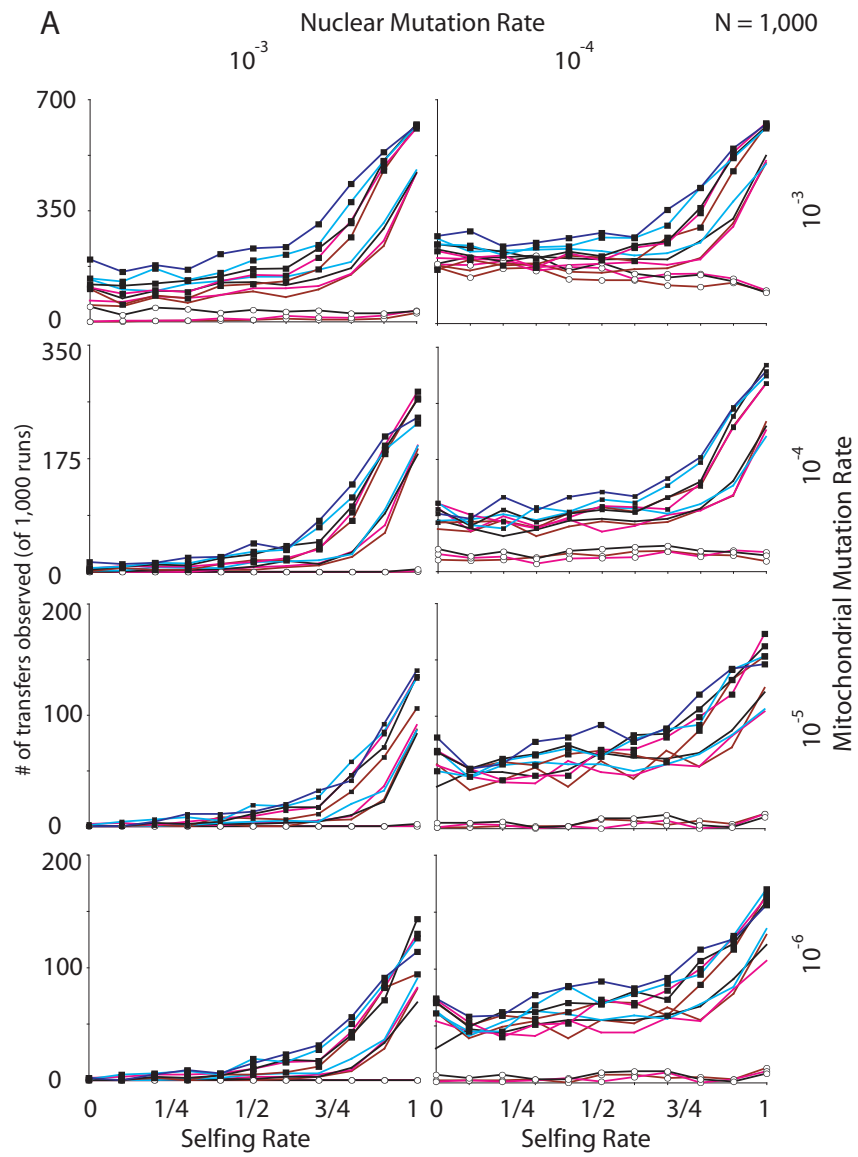 A
Nuclear Mutation Rate
N = 1,000
10⁻³
10⁻⁴
# of transfers observed (of 1,000 runs)
Mitochondrial Mutation Rate
700
350
0
10⁻³
350
175
0
10⁻⁴
200
100
0
10⁻⁵
200
100
0
10⁻⁶
0 1/4 1/2 3/4 1
0 1/4 1/2 3/4 1
Selfing Rate
Selfing Rate